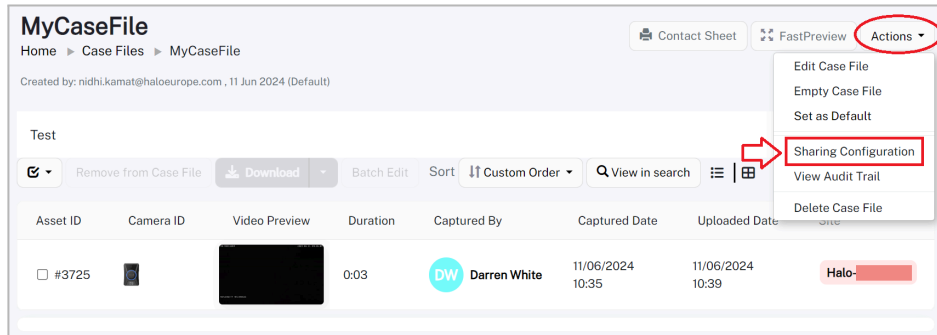 MyCaseFile
Home ▶ Case Files ▶ MyCaseFile
Contact Sheet FastPreview Actions
Created by: nidhi.kamat@haloeurope.com , 11 Jun 2024 (Default)
Edit Case File
Empty Case File
Set as Default
Sharing Configuration
View Audit Trail
Delete Case File
Test
Remove from Case File Download Batch Edit Sort Custom Order View in search
Asset ID Camera ID Video Preview Duration Captured By Captured Date Uploaded Date Site
#3725 0:03 DW Darren White 11/06/2024 11/06/2024 Halo-
10:35 10:39